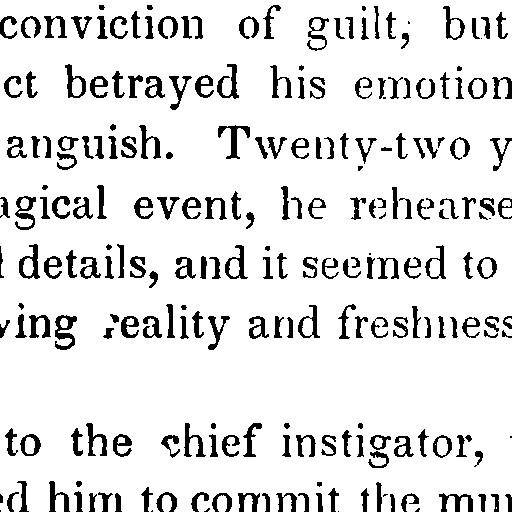 conviction of guilt, but
ct betrayed his emotion
anguish. Twenty-two y
agical event, he rehearse
details, and it seemed to
ving reality and freshness
to the chief instigator,
ed him to commit the mur